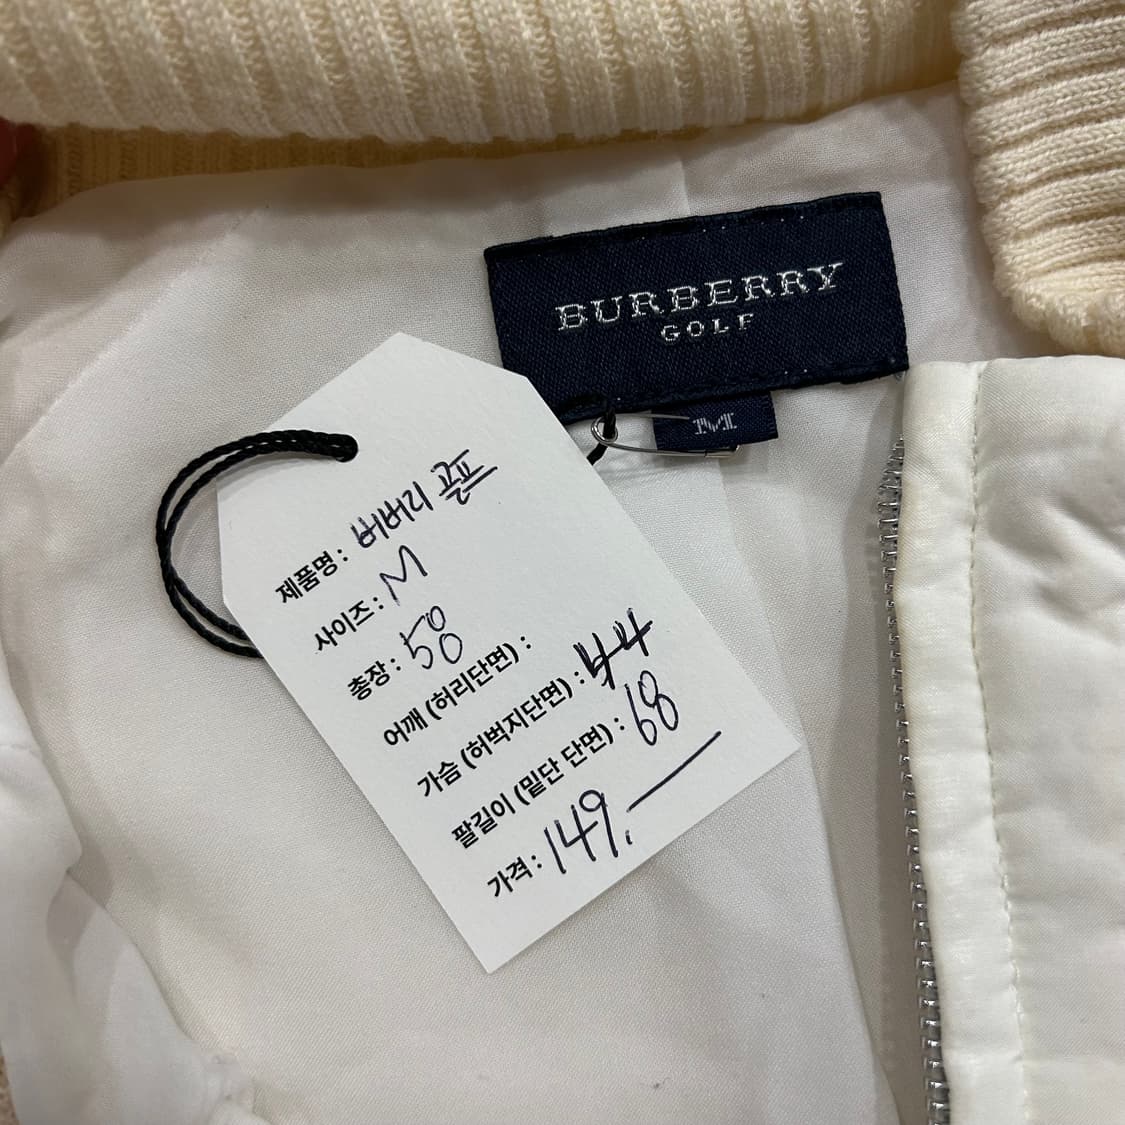 BURBERRY
GOLF
M
제품명 : 버버리 골프
사이즈 : M
총장 : 58
어깨 (허리단면) :
가슴 (허벅지단면) : 44
팔길이 (밑단 단면) : 68
가격 : 149,—